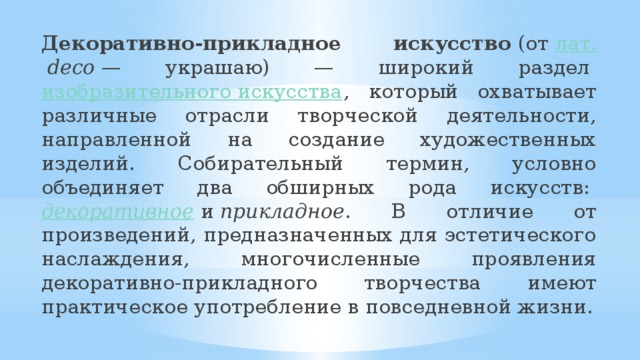 Декоративно-прикладное искусство (от лат.
deco — украшаю) — широкий раздел
изобразительного искусства, который охватывает
различные отрасли творческой деятельности,
направленной на создание художественных
изделий. Собирательный термин, условно
объединяет два обширных рода искусств:
декоративное и прикладное. В отличие от
произведений, предназначенных для эстетического
наслаждения, многочисленные проявления
декоративно-прикладного творчества имеют
практическое употребление в повседневной жизни.